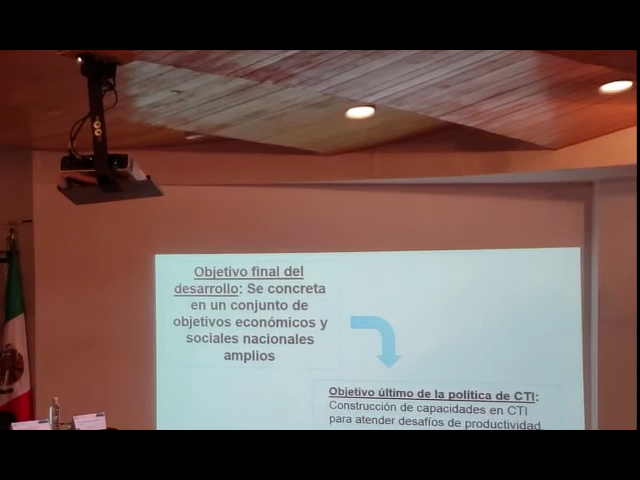 Objetivo final del
desarrollo: Se concreta
en un conjunto de
objetivos económicos y
sociales nacionales
amplios
Objetivo último de la política de CTI:
Construcción de capacidades en CTI
para atender desafíos de productividad